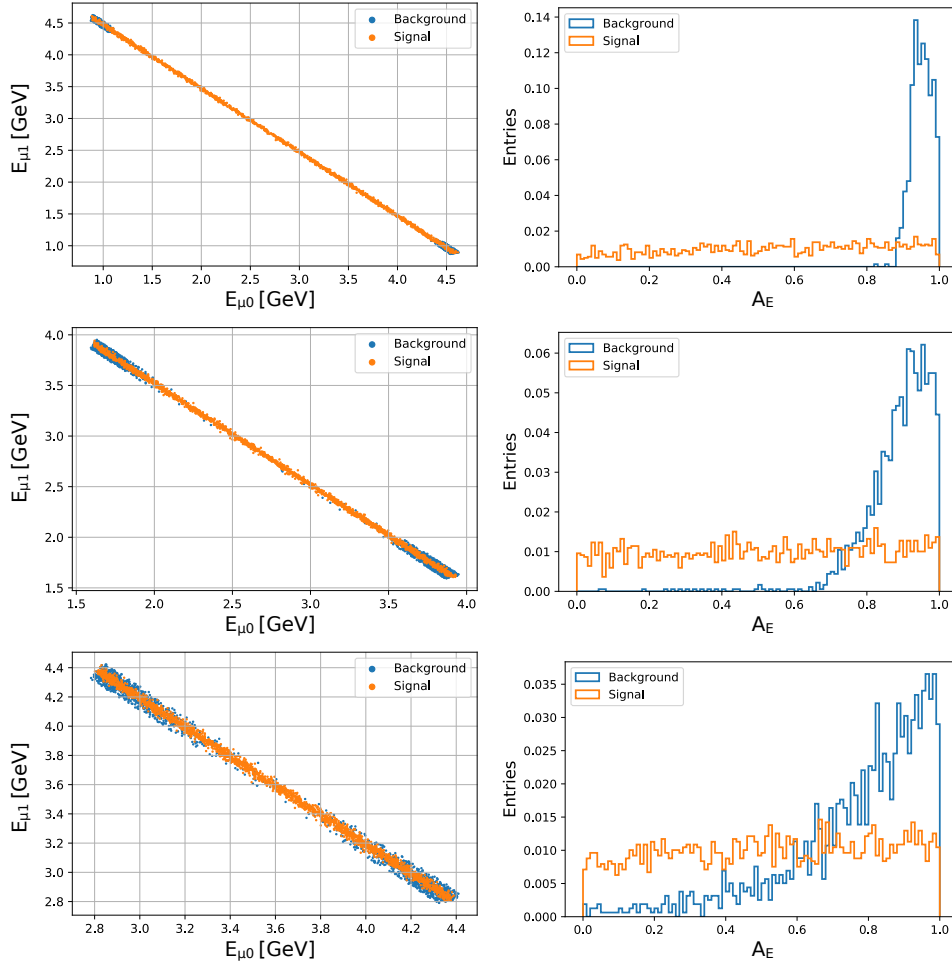 Background
Signal
4.5
4.0
3.5
3.0
2.5
2.0
1.5
1.0
E_μ1 [GeV]
1.0 1.5 2.0 2.5 3.0 3.5 4.0 4.5
E_μ0 [GeV]
Background
Signal
0.14
0.12
0.10
0.08
0.06
0.04
0.02
0.00
Entries
0.0 0.2 0.4 0.6 0.8 1.0
A_E
Background
Signal
4.0
3.5
3.0
2.5
2.0
1.5
E_μ1 [GeV]
1.5 2.0 2.5 3.0 3.5 4.0
E_μ0 [GeV]
Background
Signal
0.06
0.05
0.04
0.03
0.02
0.01
0.00
Entries
0.0 0.2 0.4 0.6 0.8 1.0
A_E
Background
Signal
4.4
4.2
4.0
3.8
3.6
3.4
3.2
3.0
2.8
E_μ1 [GeV]
2.8 3.0 3.2 3.4 3.6 3.8 4.0 4.2 4.4
E_μ0 [GeV]
Background
Signal
0.035
0.030
0.025
0.020
0.015
0.010
0.005
0.000
Entries
0.0 0.2 0.4 0.6 0.8 1.0
A_E